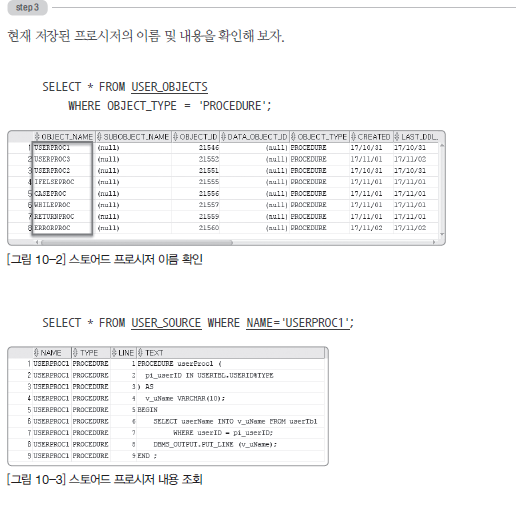 step 3
현재 저장된 프로시저의 이름 및 내용을 확인해 보자.
SELECT * FROM USER_OBJECTS
WHERE OBJECT_TYPE = 'PROCEDURE';
OBJECT_NAME SUBOBJECT_NAME OBJECT_ID DATA_OBJECT_ID OBJECT_TYPE CREATED LAST_DDL_
1 USERPROC1 (null) 21546 (null) PROCEDURE 17/10/31 17/10/31
2 USERPROC3 (null) 21552 (null) PROCEDURE 17/11/01 17/11/02
3 USERPROC2 (null) 21551 (null) PROCEDURE 17/10/31 17/10/31
4 IFELSEPROC (null) 21555 (null) PROCEDURE 17/11/01 17/11/01
5 CASEPROC (null) 21556 (null) PROCEDURE 17/11/01 17/11/01
6 WHILEPROC (null) 21557 (null) PROCEDURE 17/11/01 17/11/01
7 RETURNPROC (null) 21559 (null) PROCEDURE 17/11/01 17/11/01
8 ERRORPROC (null) 21560 (null) PROCEDURE 17/11/02 17/11/02
[그림 10-2] 스토어드 프로시저 이름 확인
SELECT * FROM USER_SOURCE WHERE NAME='USERPROC1';
NAME TYPE LINE TEXT
1 USERPROC1 PROCEDURE 1 PROCEDURE userProc1 (
2 USERPROC1 PROCEDURE 2 pi_userID IN USERTBL.USERID%TYPE
3 USERPROC1 PROCEDURE 3 ) AS
4 USERPROC1 PROCEDURE 4 v_uName VARCHAR(10);
5 USERPROC1 PROCEDURE 5 BEGIN
6 USERPROC1 PROCEDURE 6 SELECT userName INTO v_uName FROM userTbl
7 USERPROC1 PROCEDURE 7 WHERE userID = pi_userID;
8 USERPROC1 PROCEDURE 8 DBMS_OUTPUT.PUT_LINE (v_uName);
9 USERPROC1 PROCEDURE 9 END ;
[그림 10-3] 스토어드 프로시저 내용 조회